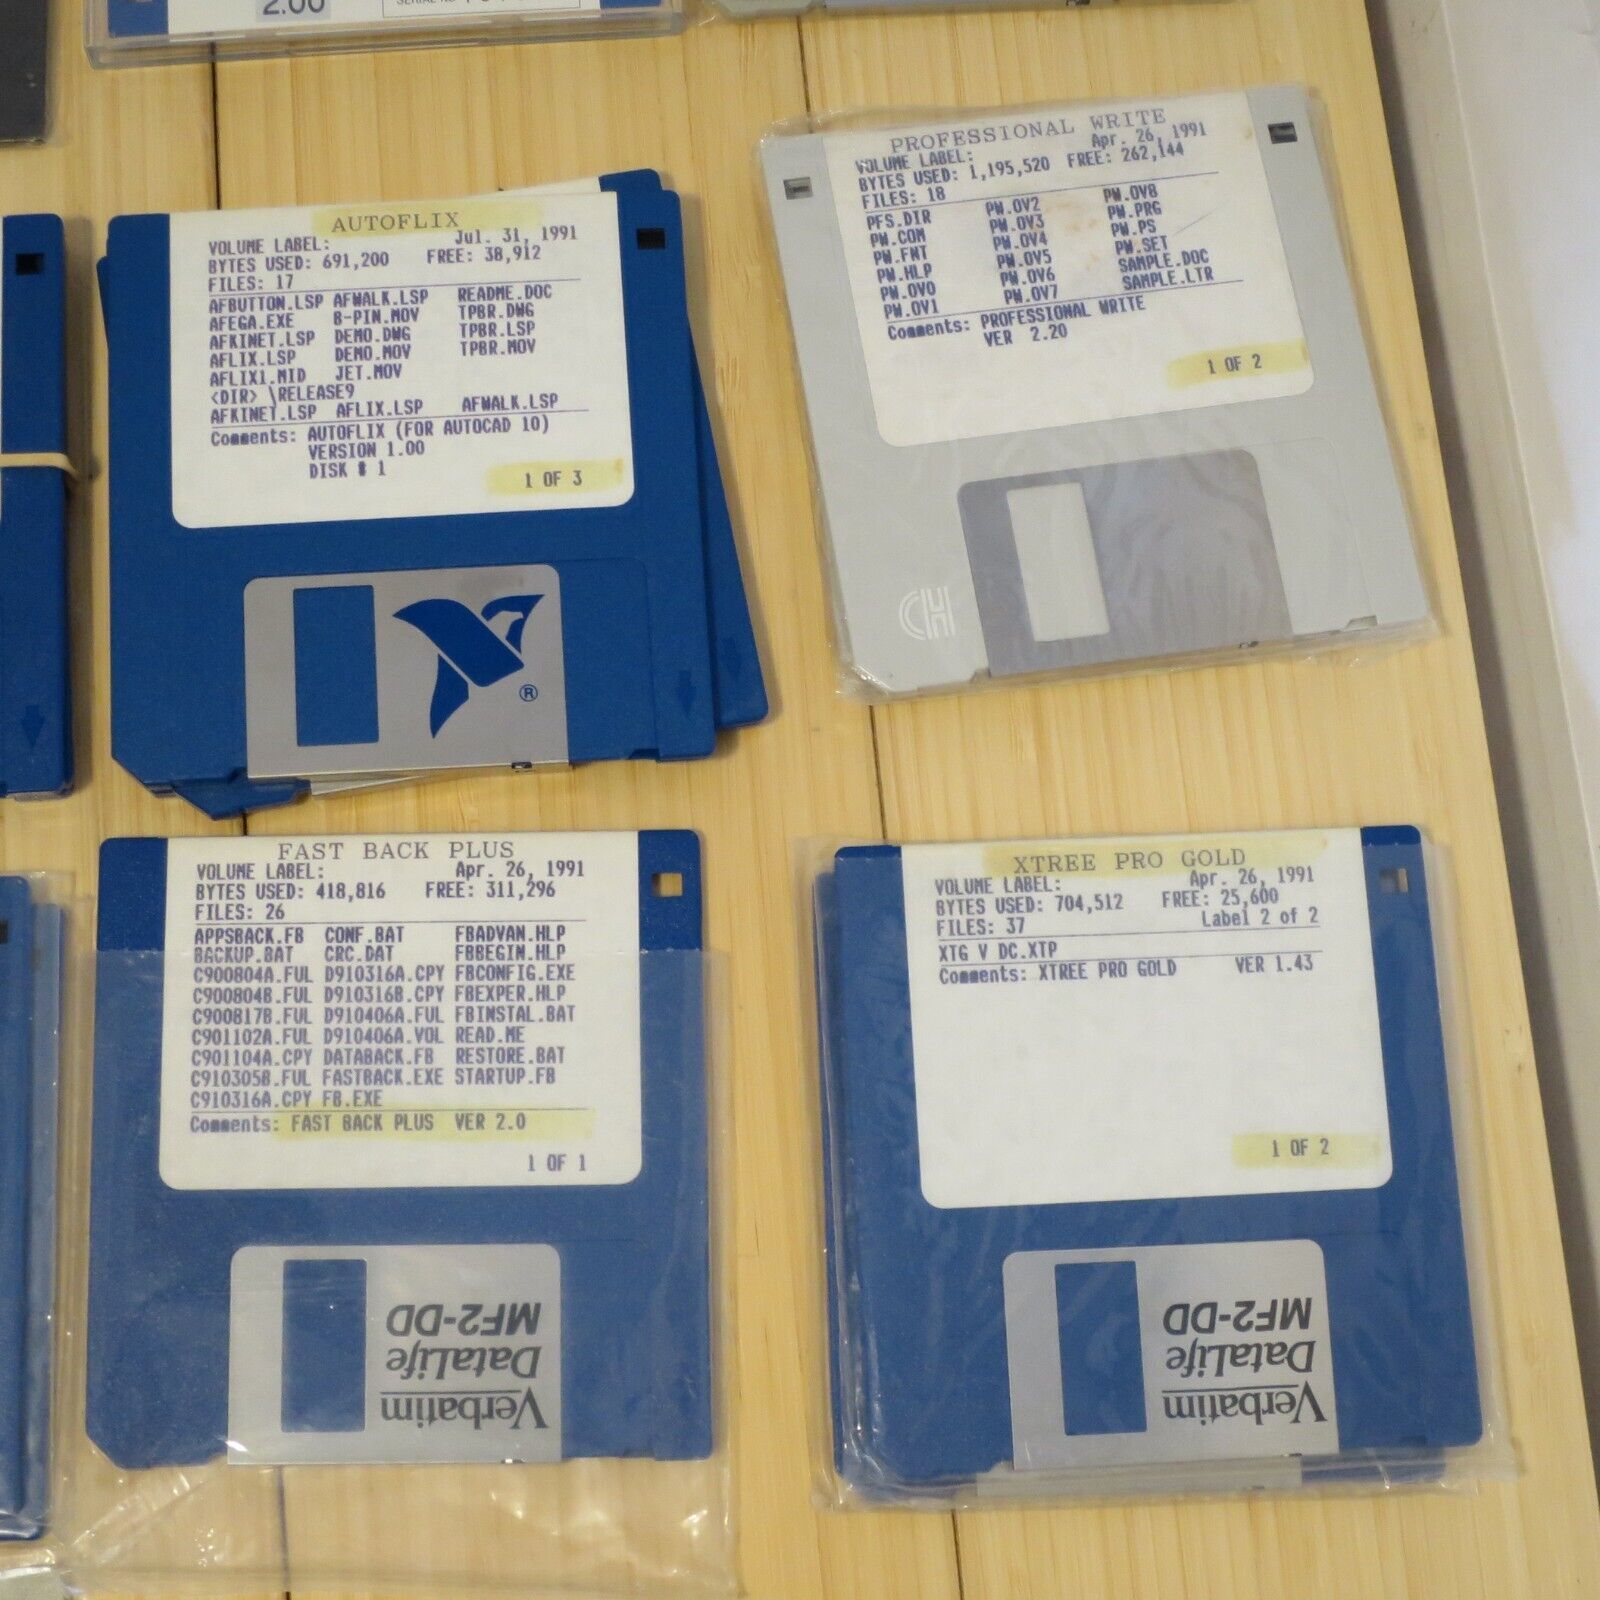 2.00
AUTOFLIX
VOLUME LABEL: Jul. 31, 1991
BYTES USED: 691,200 FREE: 38,912
FILES: 17
AFBUTTON.LSP AFWALK.LSP README.DOC
AFEGA.EXE B-PIN.MOV TPBR.DWG
AFKINET.LSP DEMO.DWG TPBR.LSP
AFLIX.LSP DEMO.MOV TPBR.MOV
AFLIX1.MID JET.MOV
<DIR> \RELEASE9
AFKINET.LSP AFLIX.LSP AFWALK.LSP
Comments: AUTOFLIX (FOR AUTOCAD 10)
VERSION 1.00
DISK # 1
1 OF 3
®
PROFESSIONAL WRITE
VOLUME LABEL: Apr. 26, 1991
BYTES USED: 1,195,520 FREE: 262,144
FILES: 18
PFS.DIR PW.OV2 PW.OV8
PW.COM PW.OV3 PW.PRG
PW.FNT PW.OV4 PW.PS
PW.HLP PW.OV5 PW.SET
PW.OV0 PW.OV6 SAMPLE.DOC
PW.OV1 PW.OV7 SAMPLE.LTR
Comments: PROFESSIONAL WRITE
VER 2.20
1 OF 2
CH
FAST BACK PLUS
VOLUME LABEL: Apr. 26, 1991
BYTES USED: 418,816 FREE: 311,296
FILES: 26
APPSBACK.FB CONF.BAT FBADVAN.HLP
BACKUP.BAT CRC.DAT FBBEGIN.HLP
C900804A.FUL D910316A.CPY FBCONFIG.EXE
C900804B.FUL D910316B.CPY FBEXPER.HLP
C900817B.FUL D910406A.FUL FBINSTAL.BAT
C901102A.FUL D910406A.VOL READ.ME
C901104A.CPY DATABACK.FB RESTORE.BAT
C910305B.FUL FASTBACK.EXE STARTUP.FB
C910316A.CPY FB.EXE
Comments: FAST BACK PLUS VER 2.0
1 OF 1
Verbatim
DataLife
MF2-DD
XTREE PRO GOLD
VOLUME LABEL: Apr. 26, 1991
BYTES USED: 704,512 FREE: 25,600
FILES: 37 Label 2 of 2
XTG V DC.XTP
Comments: XTREE PRO GOLD VER 1.43
1 OF 2
Verbatim
DataLife
MF2-DD